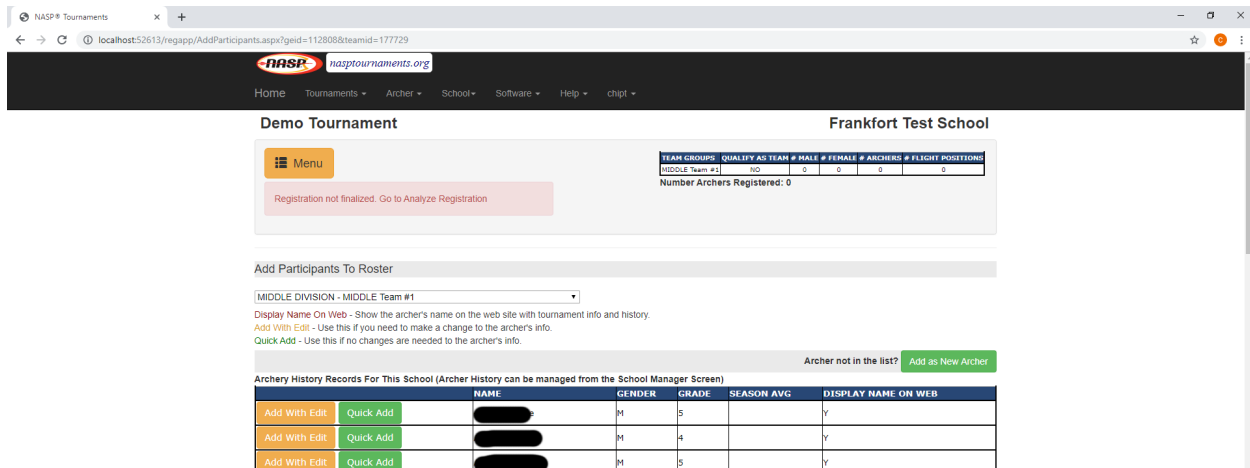 NASP® Tournaments
localhost:52613/regapp/AddParticipants.aspx?geid=112808&teamid=177729
C
NASP nasptournaments.org
Home Tournaments Archer School Software Help chipt
Demo Tournament Frankfort Test School
Menu
TEAM GROUPS QUALIFY AS TEAM # MALE # FEMALE # ARCHERS # FLIGHT POSITIONS
MIDDLE Team #1 NO 0 0 0 0
Number Archers Registered: 0
Registration not finalized. Go to Analyze Registration
Add Participants To Roster
MIDDLE DIVISION - MIDDLE Team #1
Display Name On Web - Show the archer's name on the web site with tournament info and history.
Add With Edit - Use this if you need to make a change to the archer's info.
Quick Add - Use this if no changes are needed to the archer's info.
Archer not in the list? Add as New Archer
Archery History Records For This School (Archer History can be managed from the School Manager Screen)
NAME GENDER GRADE SEASON AVG DISPLAY NAME ON WEB
Add With Edit Quick Add M 5 Y
Add With Edit Quick Add M 4 Y
Add With Edit Quick Add M 5 Y